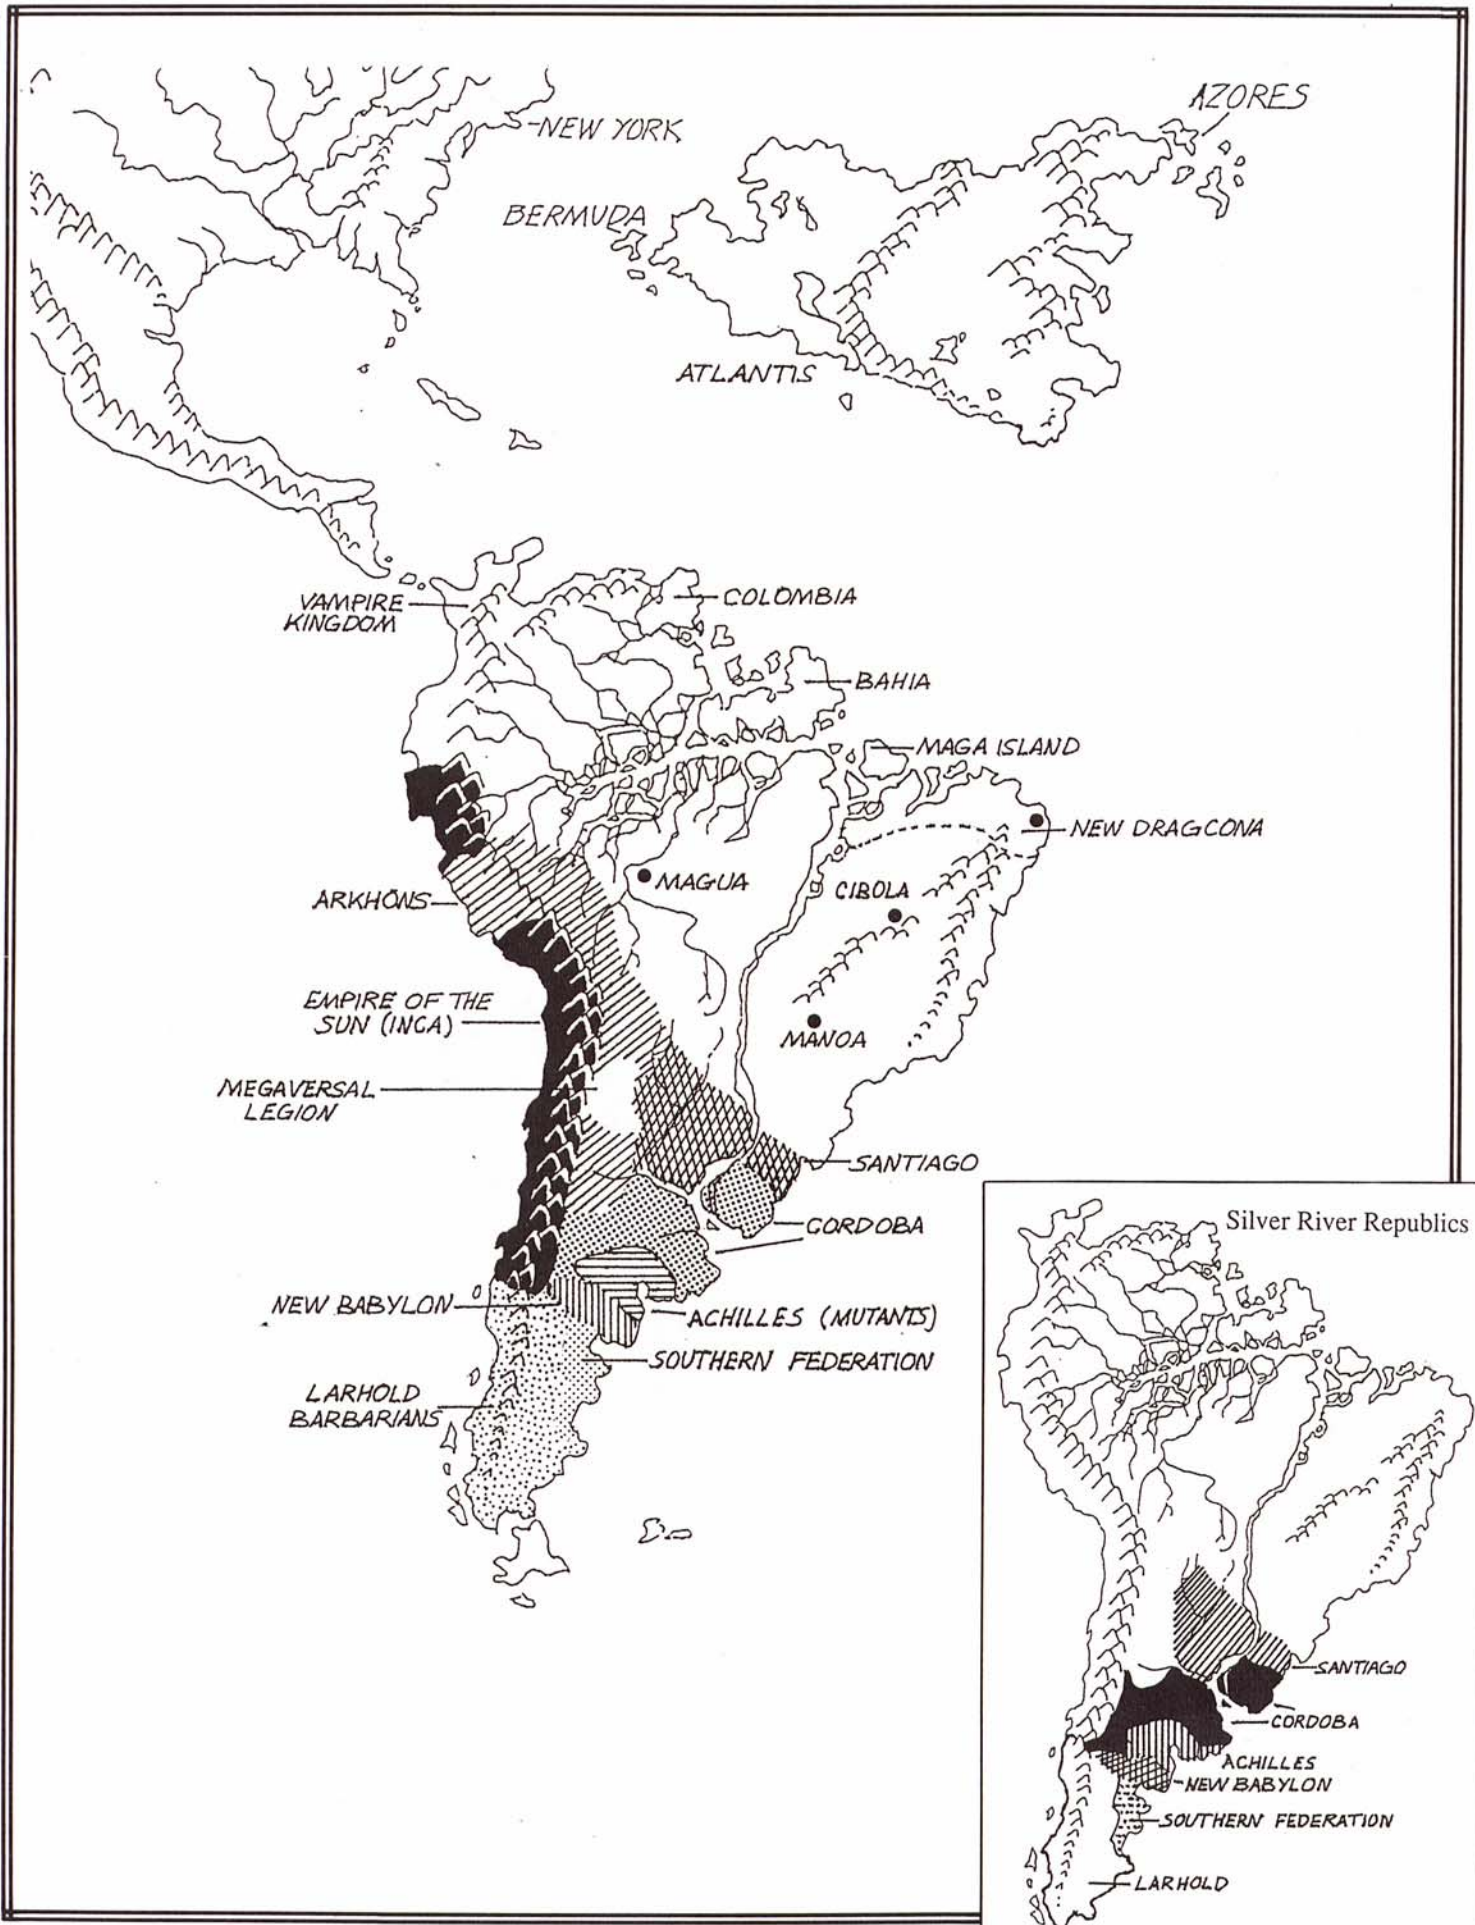 AZORES
NEW YORK
BERMUDA
ATLANTIS
VAMPIRE
KINGDOM
COLOMBIA
BAHIA
MAGA ISLAND
NEW DRAGCONA
MAGUA
CIBOLA
ARKHONS
EMPIRE OF THE
SUN (INCA)
MANOA
MEGAVERSAL
LEGION
SANTIAGO
CORDOBA
NEW BABYLON
ACHILLES (MUTANTS)
SOUTHERN FEDERATION
LARHOLD
BARBARIANS
Silver River Republics
SANTIAGO
CORDOBA
ACHILLES
NEW BABYLON
SOUTHERN FEDERATION
LARHOLD